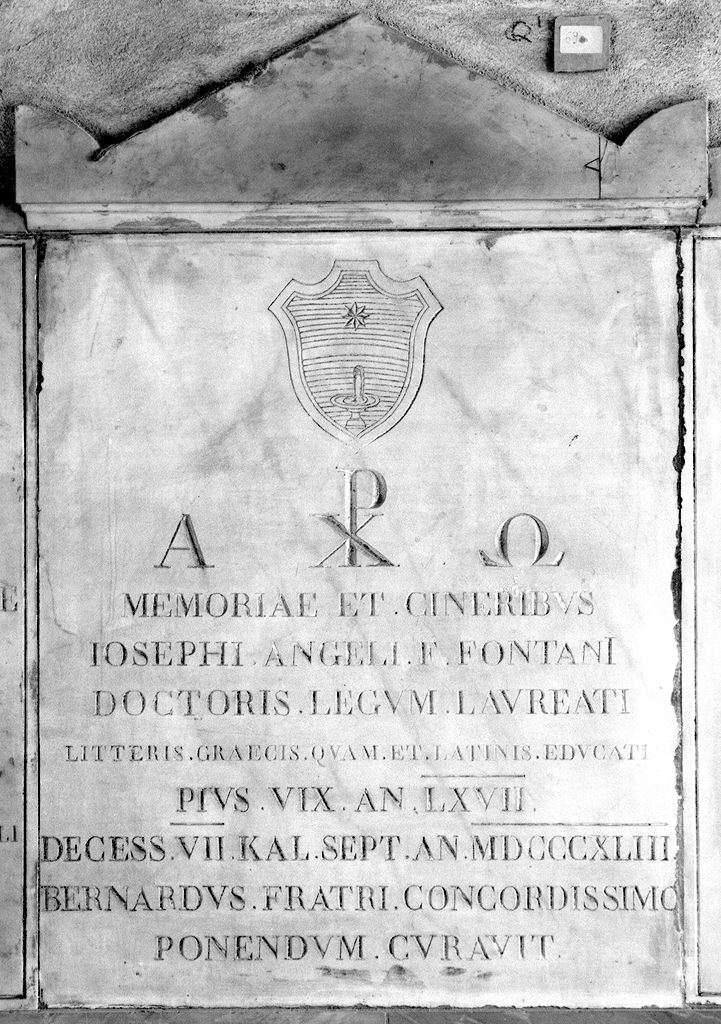 Α ☧ Ω
MEMORIAE ET . CINERIBVS
IOSEPHI . ANGELI . F . FONTANI
DOCTORIS . LEGVM . LAVREATI
LITTERIS . GRAECIS . QVAM . ET . LATINIS . EDVCATI
PIVS . VIX . AN . LXVII .
DECESS . VII . KAL . SEPT . AN . MDCCCXLIII
BERNARDVS . FRATRI . CONCORDISSIMO
PONENDVM . CVRAVIT